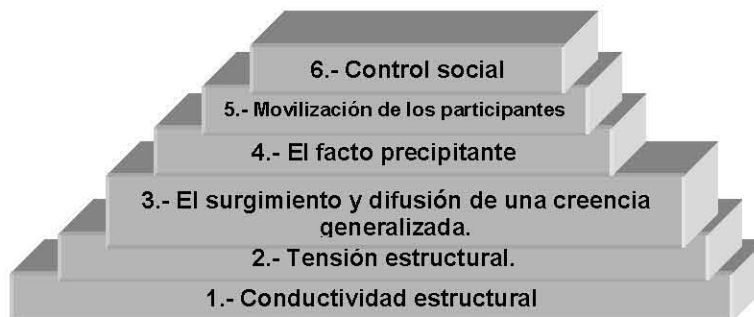 6.- Control social
5.- Movilización de los participantes
4.- El facto precipitante
3.- El surgimiento y difusión de una creencia
generalizada.
2.- Tensión estructural.
1.- Conductividad estructural